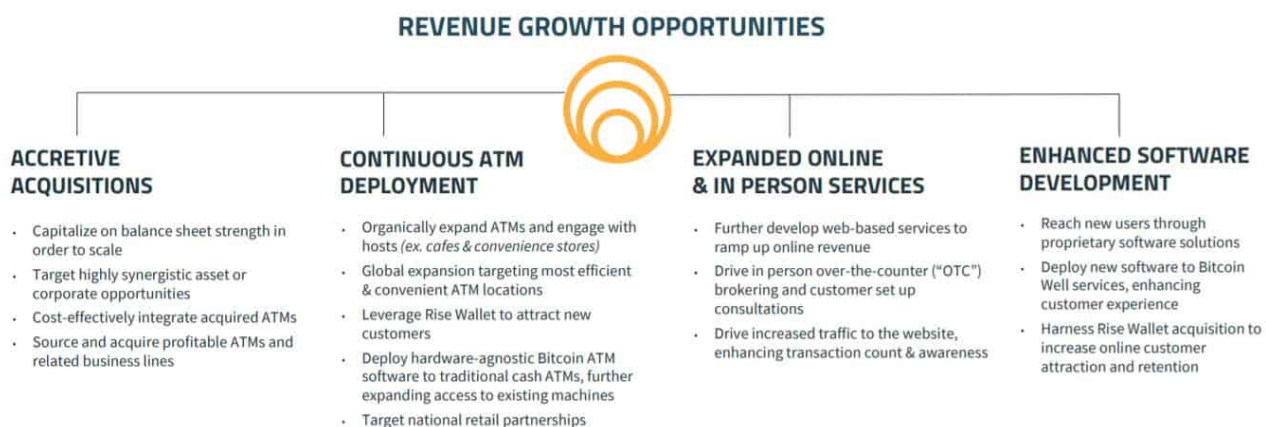 REVENUE GROWTH OPPORTUNITIES
ACCRETIVE
ACQUISITIONS
• Capitalize on balance sheet strength in
order to scale
• Target highly synergistic asset or
corporate opportunities
• Cost-effectively integrate acquired ATMs
• Source and acquire profitable ATMs and
related business lines
CONTINUOUS ATM
DEPLOYMENT
• Organically expand ATMs and engage with
hosts (ex. cafes & convenience stores)
• Global expansion targeting most efficient
& convenient ATM locations
• Leverage Rise Wallet to attract new
customers
• Deploy hardware-agnostic Bitcoin ATM
software to traditional cash ATMs, further
expanding access to existing machines
• Target national retail partnerships
EXPANDED ONLINE
& IN PERSON SERVICES
• Further develop web-based services to
ramp up online revenue
• Drive in person over-the-counter (“OTC”)
brokering and customer set up
consultations
• Drive increased traffic to the website,
enhancing transaction count & awareness
ENHANCED SOFTWARE
DEVELOPMENT
• Reach new users through
proprietary software solutions
• Deploy new software to Bitcoin
Well services, enhancing
customer experience
• Harness Rise Wallet acquisition to
increase online customer
attraction and retention